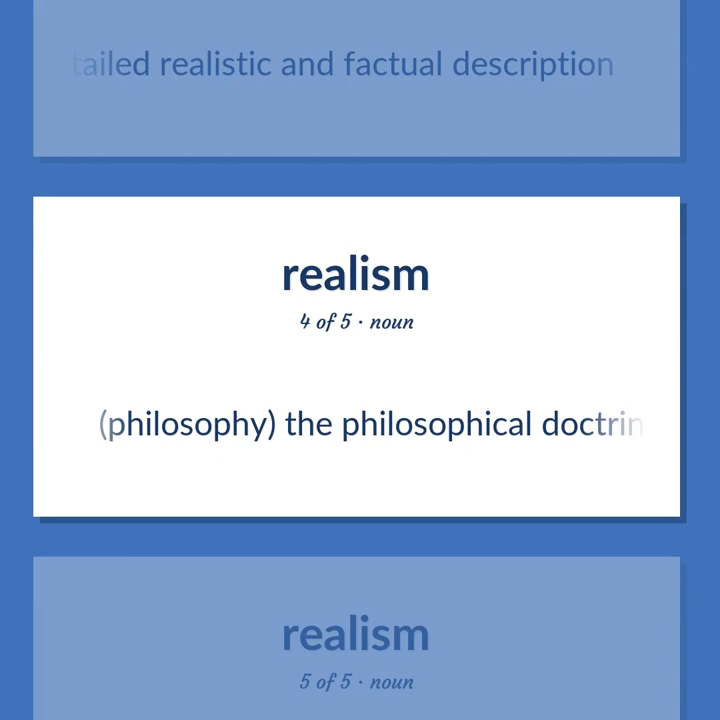 tailed realistic and factual description
realism
4 of 5 · noun
(philosophy) the philosophical doctrin
realism
5 of 5 · noun